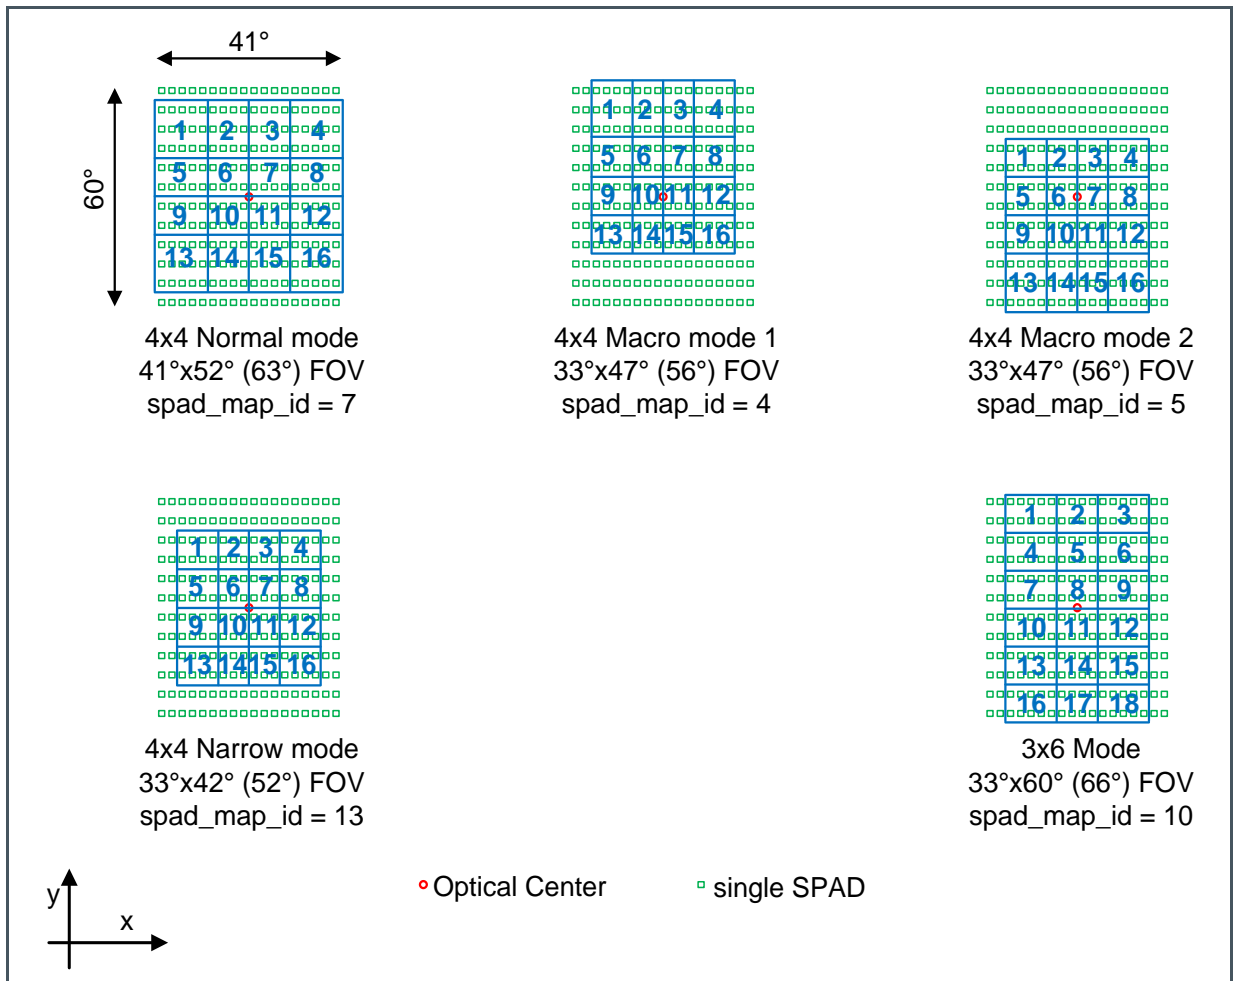 41°
60°
1 2 3 4
5 6 7 8
9 10 11 12
13 14 15 16
4x4 Normal mode
41°x52° (63°) FOV
spad_map_id = 7
1 2 3 4
5 6 7 8
9 10 11 12
13 14 15 16
4x4 Macro mode 1
33°x47° (56°) FOV
spad_map_id = 4
1 2 3 4
5 6 7 8
9 10 11 12
13 14 15 16
4x4 Macro mode 2
33°x47° (56°) FOV
spad_map_id = 5
1 2 3 4
5 6 7 8
9 10 11 12
13 14 15 16
4x4 Narrow mode
33°x42° (52°) FOV
spad_map_id = 13
1 2 3
4 5 6
7 8 9
10 11 12
13 14 15
16 17 18
3x6 Mode
33°x60° (66°) FOV
spad_map_id = 10
y
x
Optical Center
single SPAD